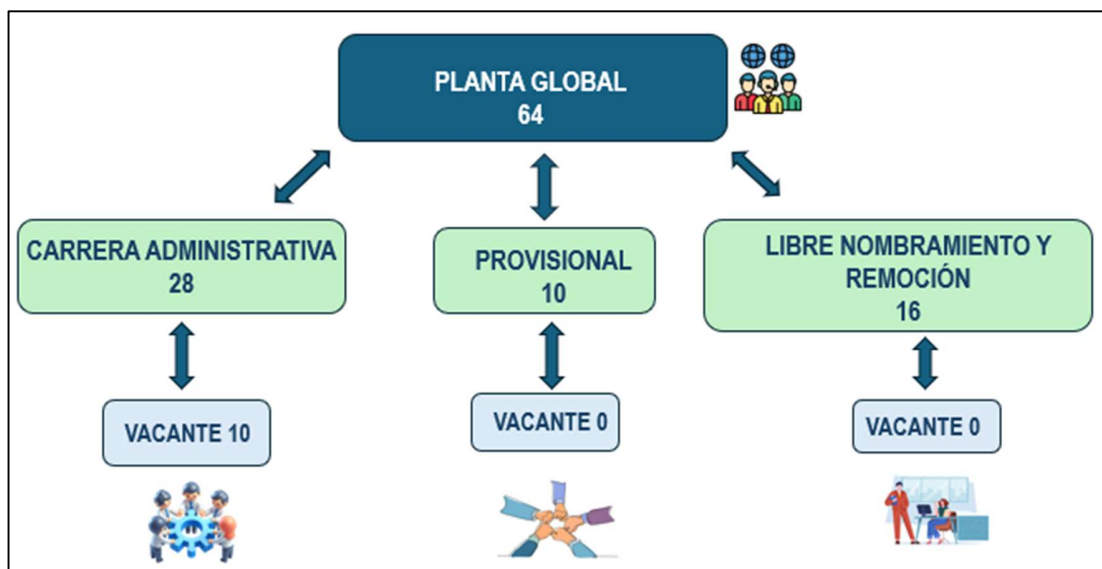 PLANTA GLOBAL
64
CARRERA ADMINISTRATIVA
28
PROVISIONAL
10
LIBRE NOMBRAMIENTO Y
REMOCIÓN
16
VACANTE 10
VACANTE 0
VACANTE 0